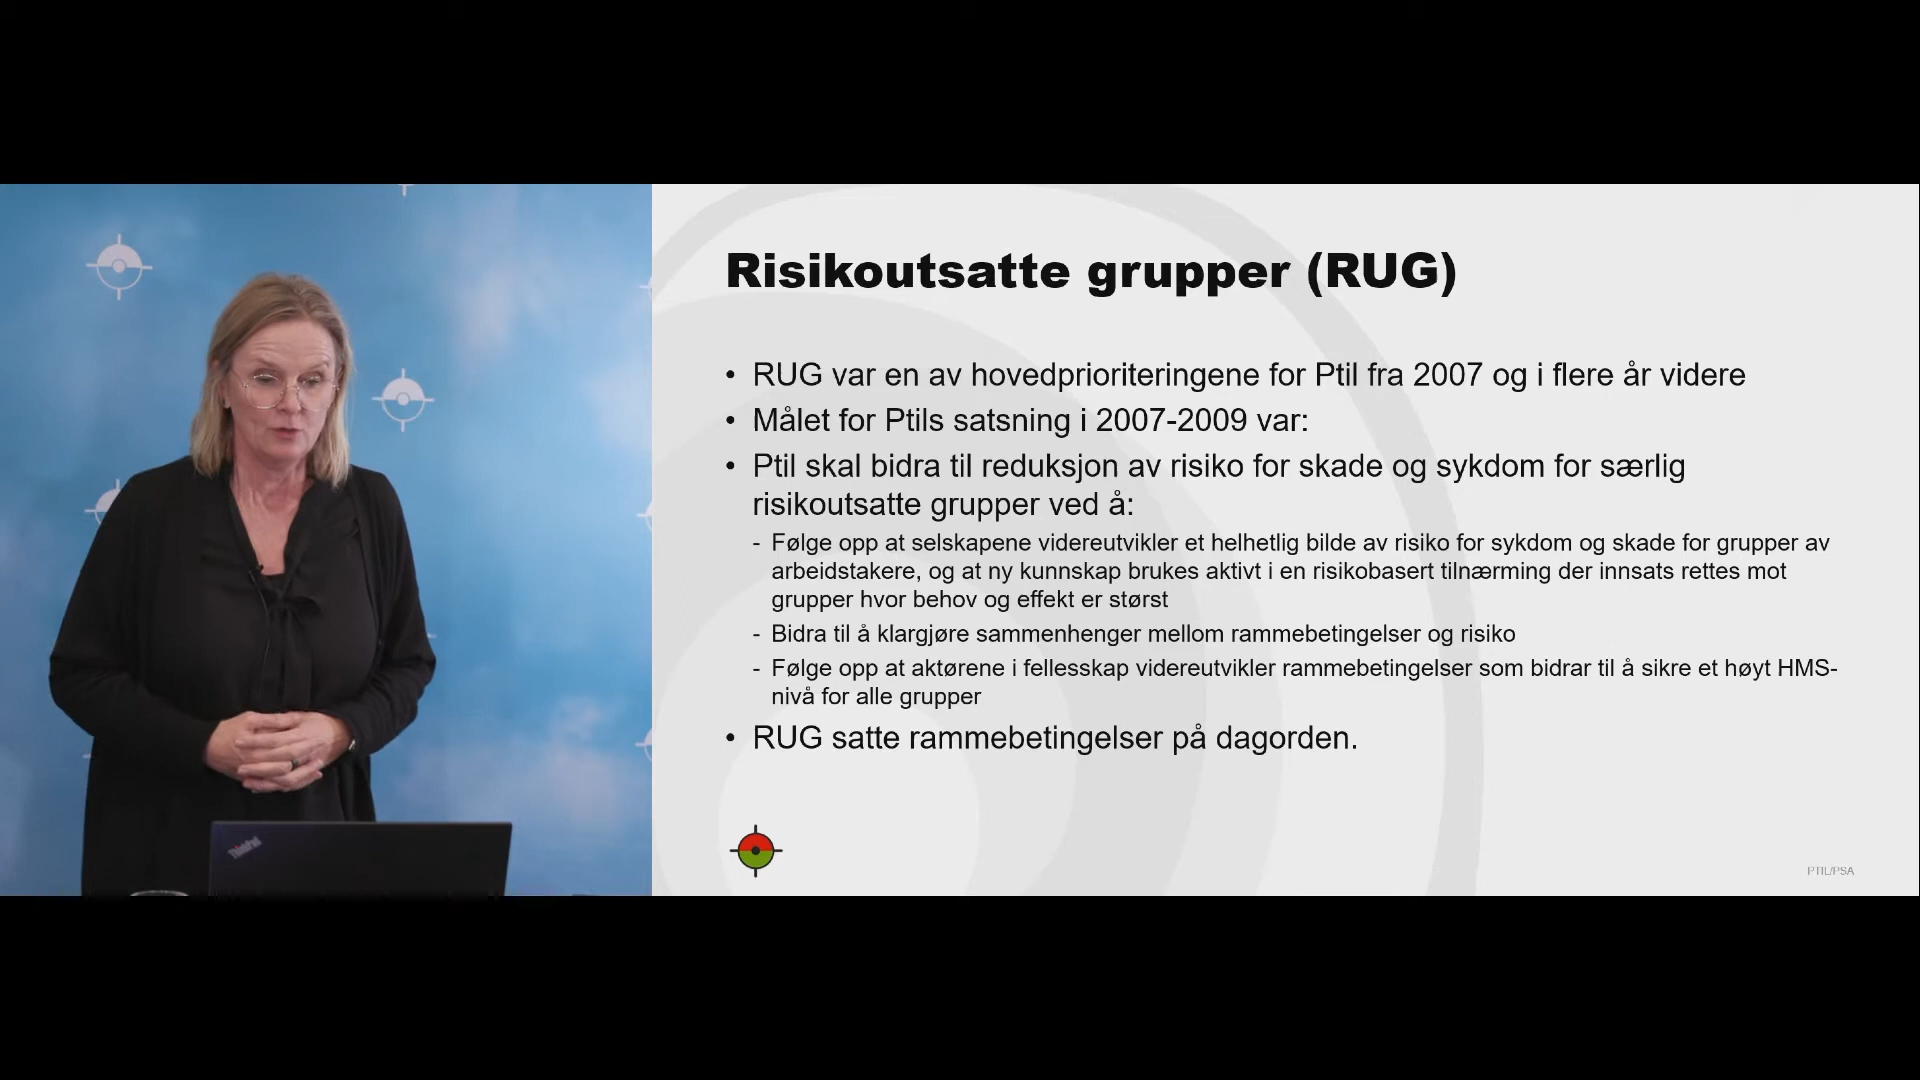 Risikoutsatte grupper (RUG)
• RUG var en av hovedprioriteringene for Ptil fra 2007 og i flere år videre
• Målet for Ptils satsning i 2007-2009 var:
• Ptil skal bidra til reduksjon av risiko for skade og sykdom for særlig
risikoutsatte grupper ved å:
- Følge opp at selskapene videreutvikler et helhetlig bilde av risiko for sykdom og skade for grupper av
arbeidstakere, og at ny kunnskap brukes aktivt i en risikobasert tilnærming der innsats rettes mot
grupper hvor behov og effekt er størst
- Bidra til å klargjøre sammenhenger mellom rammebetingelser og risiko
- Følge opp at aktørene i fellesskap videreutvikler rammebetingelser som bidrar til å sikre et høyt HMS-
nivå for alle grupper
• RUG satte rammebetingelser på dagorden.
ThinkPad
PTIL/PSA